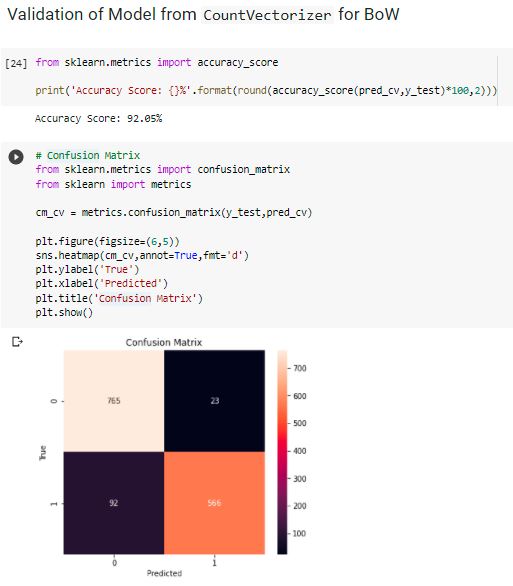 Validation of Model from CountVectorizer for BoW
[24] from sklearn.metrics import accuracy_score
print('Accuracy Score: {}%'.format(round(accuracy_score(pred_cv,y_test)*100,2)))
Accuracy Score: 92.05%
# Confusion Matrix
from sklearn.metrics import confusion_matrix
from sklearn import metrics
cm_cv = metrics.confusion_matrix(y_test,pred_cv)
plt.figure(figsize=(6,5))
sns.heatmap(cm_cv,annot=True,fmt='d')
plt.ylabel('True')
plt.xlabel('Predicted')
plt.title('Confusion Matrix')
plt.show()
Confusion Matrix
700
0 765 23
600
500
True
400
300
1 92 566
200
100
0 1
Predicted